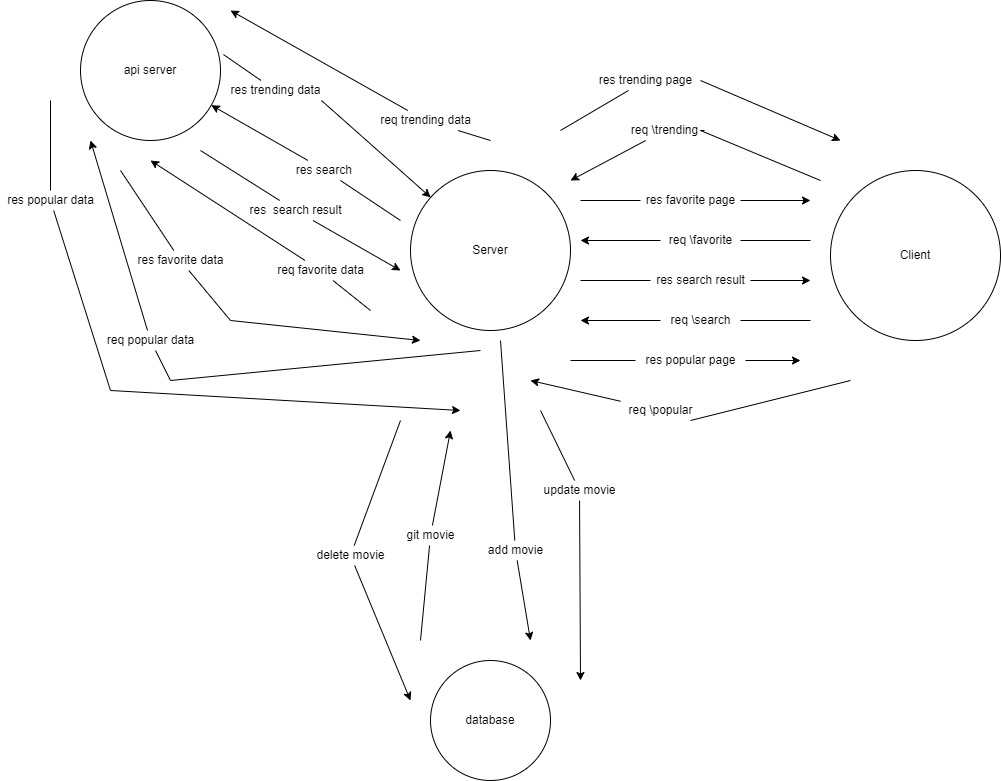 api server
res trending page
res trending data
req trending data
req \trending
res search
res popular data
res favorite page
res  search result
req \favorite
Server
Client
res favorite data
req favorite data
res search result
req \search
req popular data
res popular page
req \popular
update movie
git movie
add movie
delete movie
database